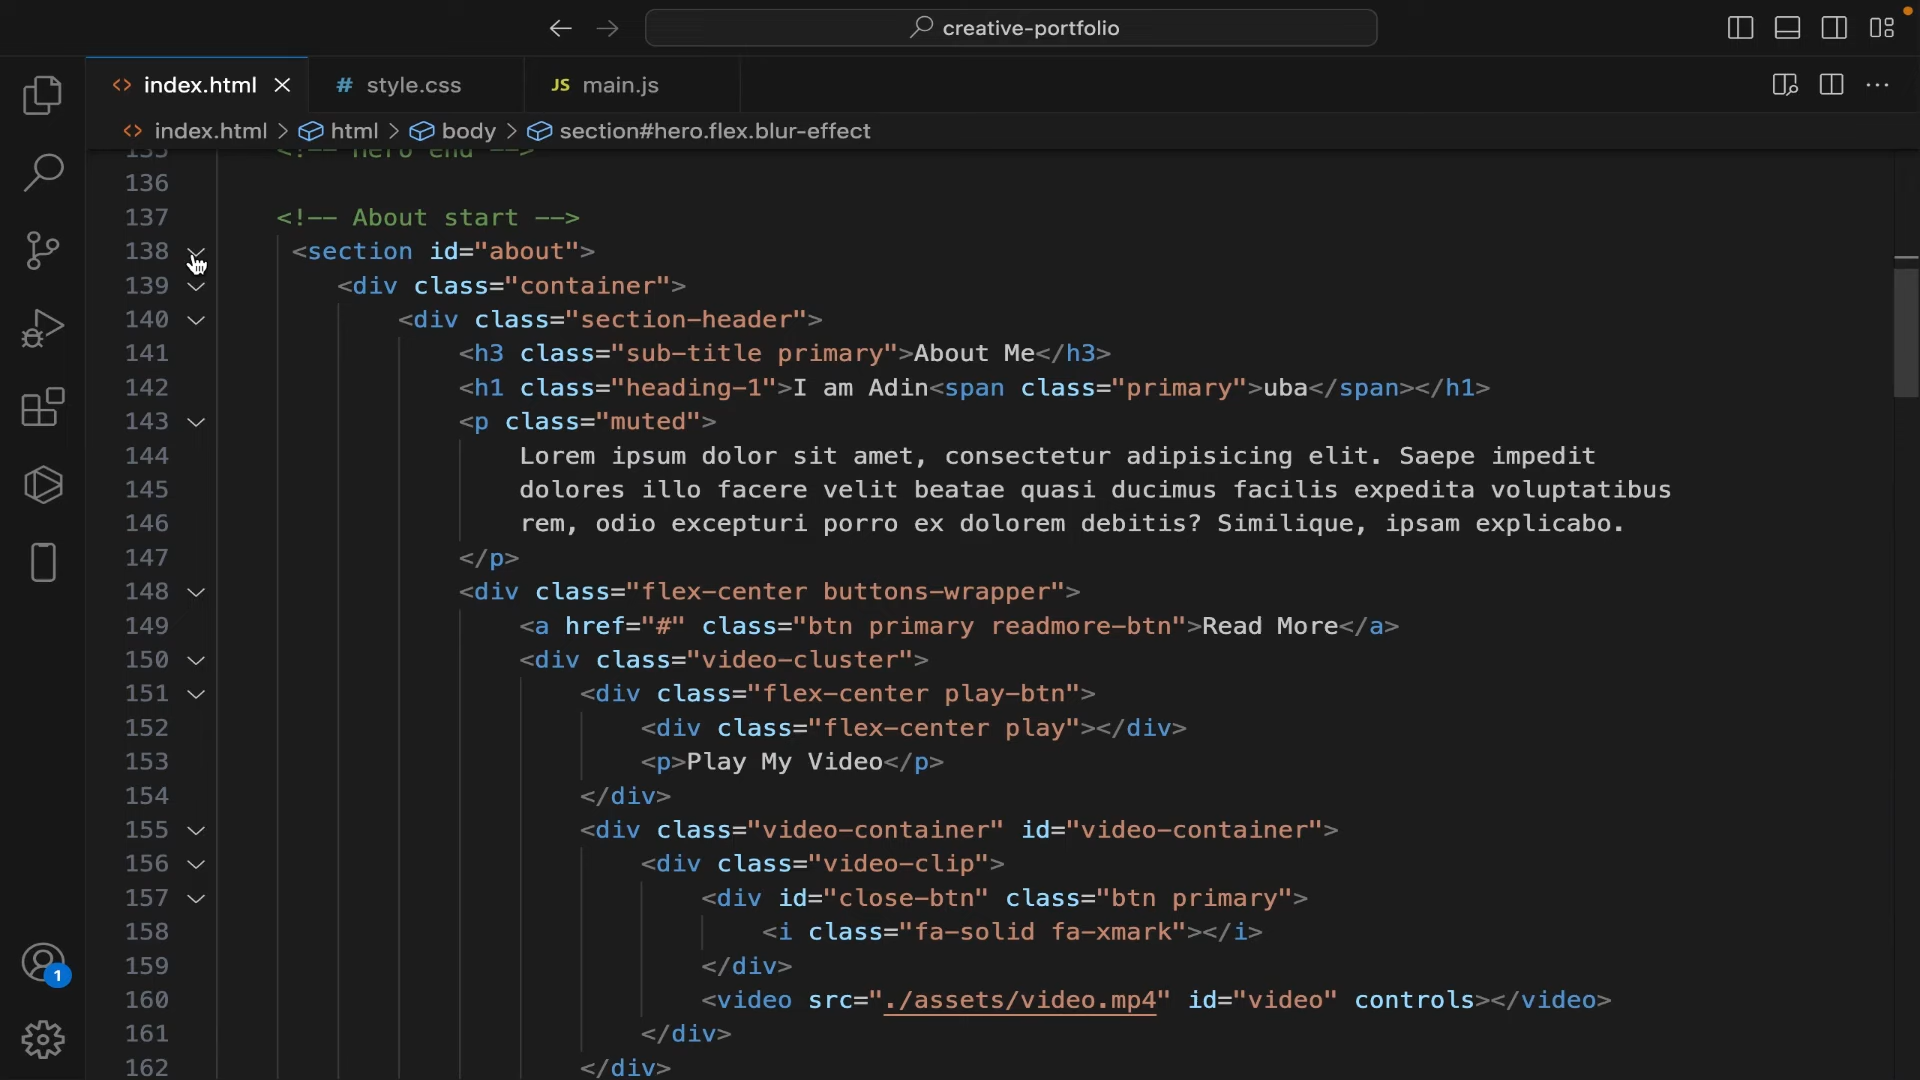 creative-portfolio
index.html
# style.css
JS main.js
index.html > html > body > section#hero.flex.blur-effect
135 <!-- hero end -->
136
137 <!-- About start -->
138 <section id="about">
139 <div class="container">
140 <div class="section-header">
141 <h3 class="sub-title primary">About Me</h3>
142 <h1 class="heading-1">I am Adin<span class="primary">uba</span></h1>
143 <p class="muted">
144 Lorem ipsum dolor sit amet, consectetur adipisicing elit. Saepe impedit
145 dolores illo facere velit beatae quasi ducimus facilis expedita voluptatibus
146 rem, odio excepturi porro ex dolorem debitis? Similique, ipsam explicabo.
147 </p>
148 <div class="flex-center buttons-wrapper">
149 <a href="#" class="btn primary readmore-btn">Read More</a>
150 <div class="video-cluster">
151 <div class="flex-center play-btn">
152 <div class="flex-center play"></div>
153 <p>Play My Video</p>
154 </div>
155 <div class="video-container" id="video-container">
156 <div class="video-clip">
157 <div id="close-btn" class="btn primary">
158 <i class="fa-solid fa-xmark"></i>
159 </div>
160 <video src="./assets/video.mp4" id="video" controls></video>
161 </div>
162 </div>
1